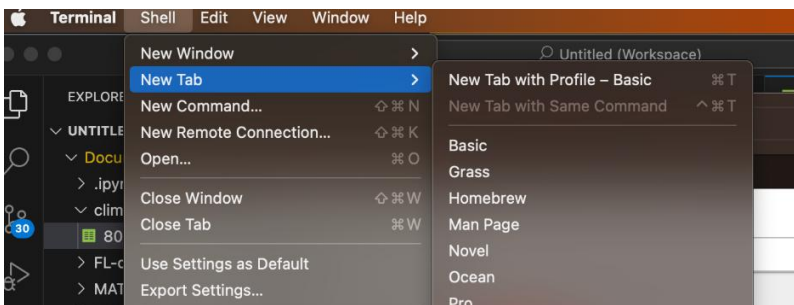 Terminal Shell Edit View Window Help
Untitled (Workspace)
EXPLORE
UNTITLE
Docu
.ipyr
clim
80
FL-c
MAT
30
New Window
New Tab
New Command... ⇧⌘N
New Remote Connection... ⇧⌘K
Open... ⌘O
Close Window ⇧⌘W
Close Tab ⌘W
Use Settings as Default
Export Settings...
New Tab with Profile – Basic ⌘T
New Tab with Same Command ^⌘T
Basic
Grass
Homebrew
Man Page
Novel
Ocean
Pro